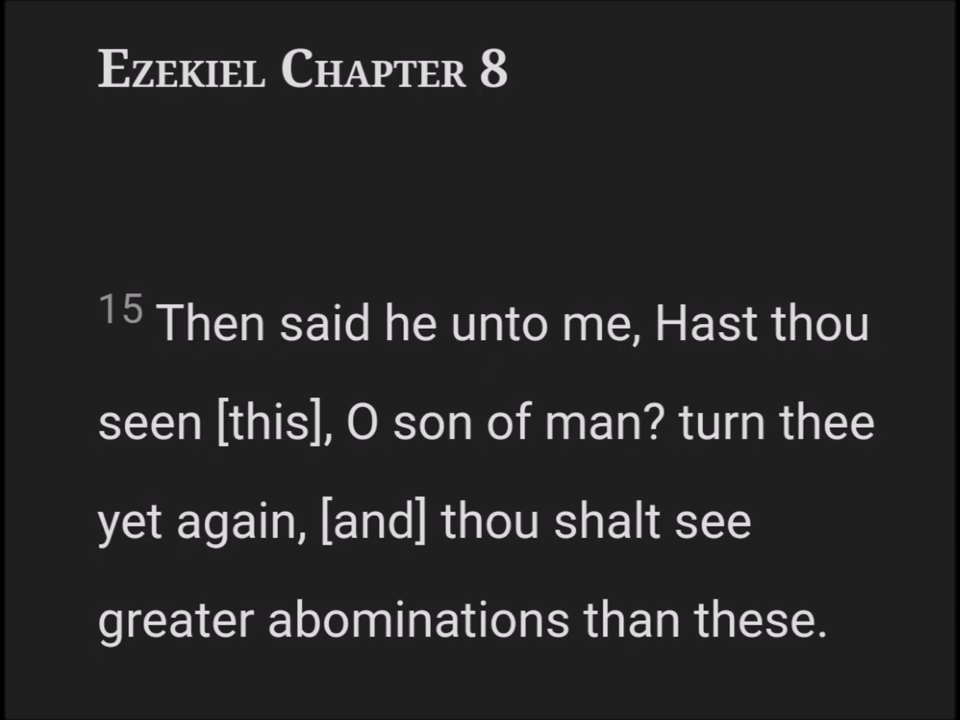 Ezekiel Chapter 8
15 Then said he unto me, Hast thou
seen [this], O son of man? turn thee
yet again, [and] thou shalt see
greater abominations than these.